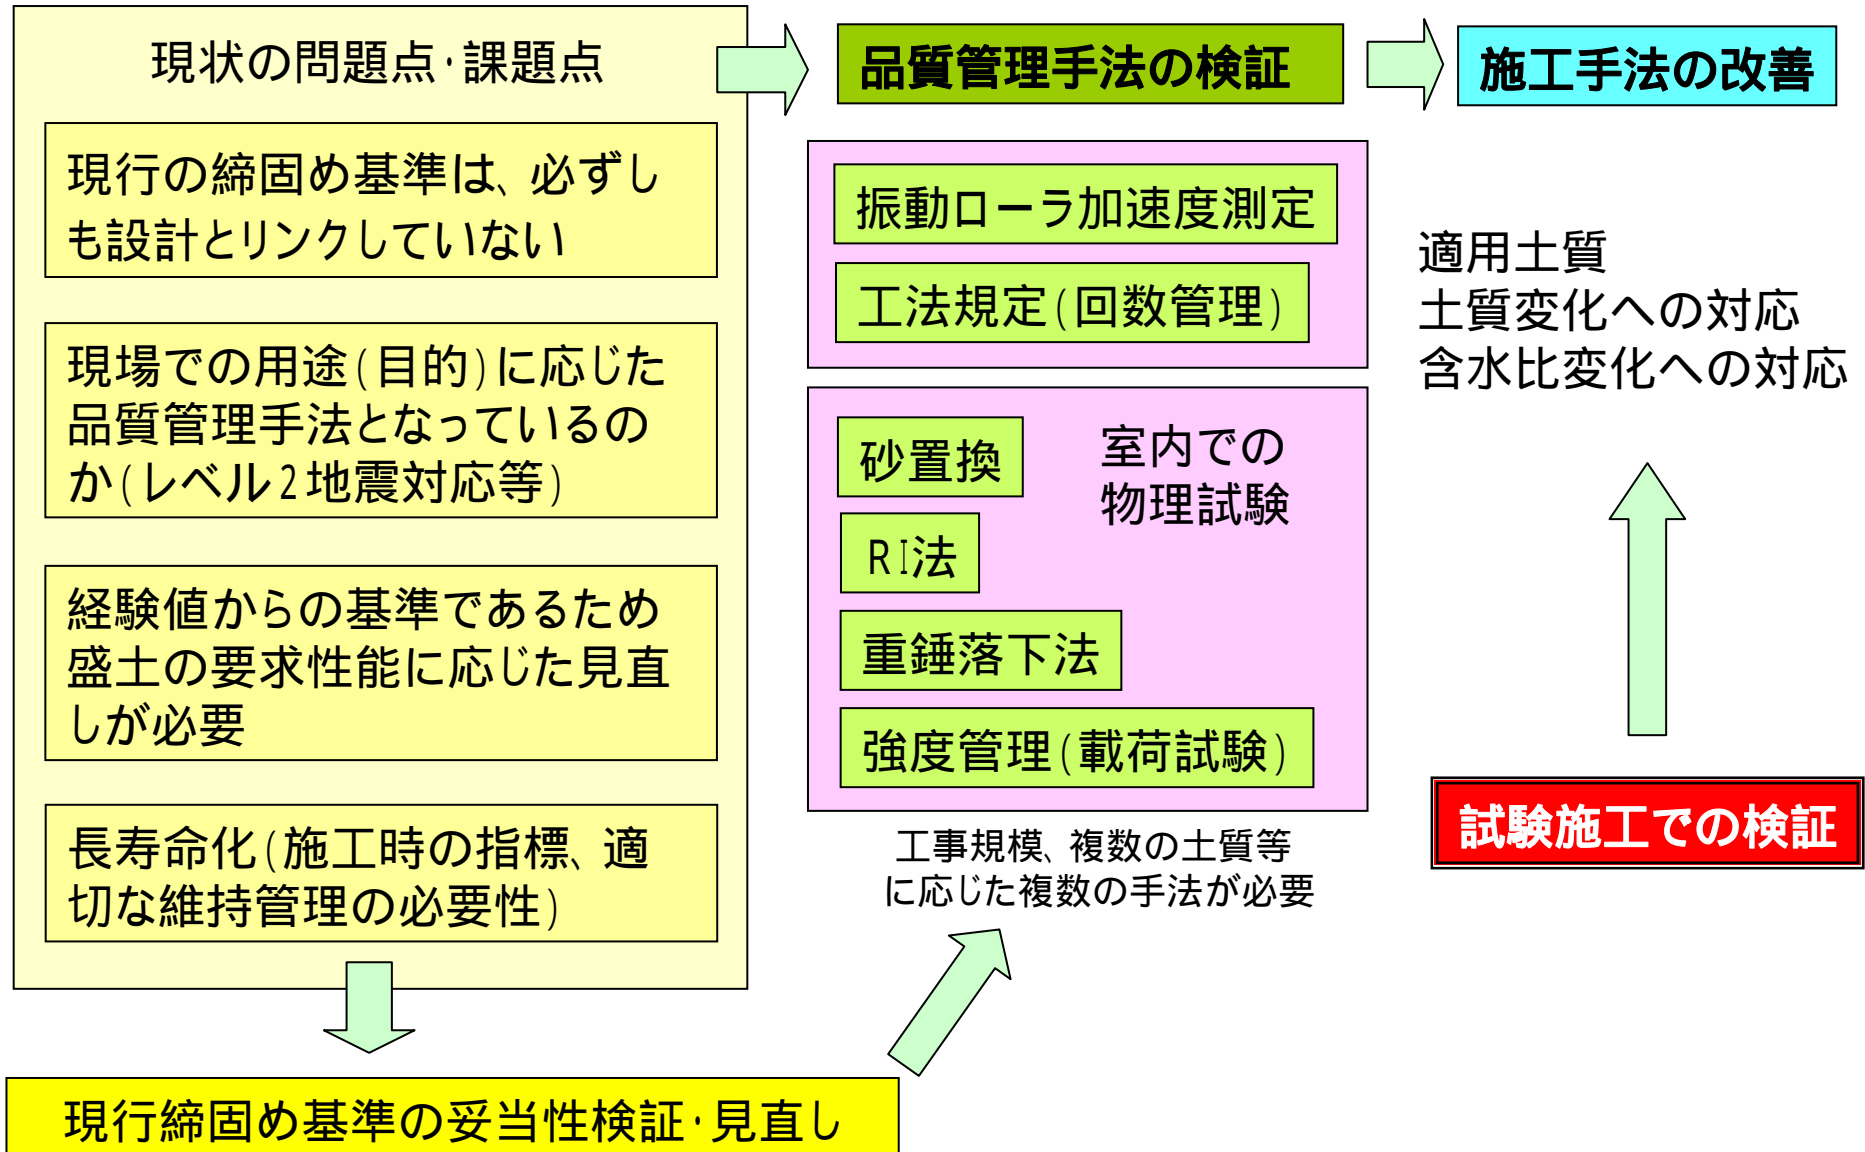 現状の問題点・課題点
現行の締固め基準は、必ずし
も設計とリンクしていない
現場での用途(目的)に応じた
品質管理手法となっているの
か(レベル2地震対応等)
経験値からの基準であるため
盛土の要求性能に応じた見直
しが必要
長寿命化(施工時の指標、適
切な維持管理の必要性)
現行締固め基準の妥当性検証・見直し
品質管理手法の検証
振動ローラ加速度測定
工法規定(回数管理)
砂置換
RI法
重錘落下法
強度管理(載荷試験)
室内での
物理試験
工事規模、複数の土質等
に応じた複数の手法が必要
施工手法の改善
適用土質
土質変化への対応
含水比変化への対応
試験施工での検証